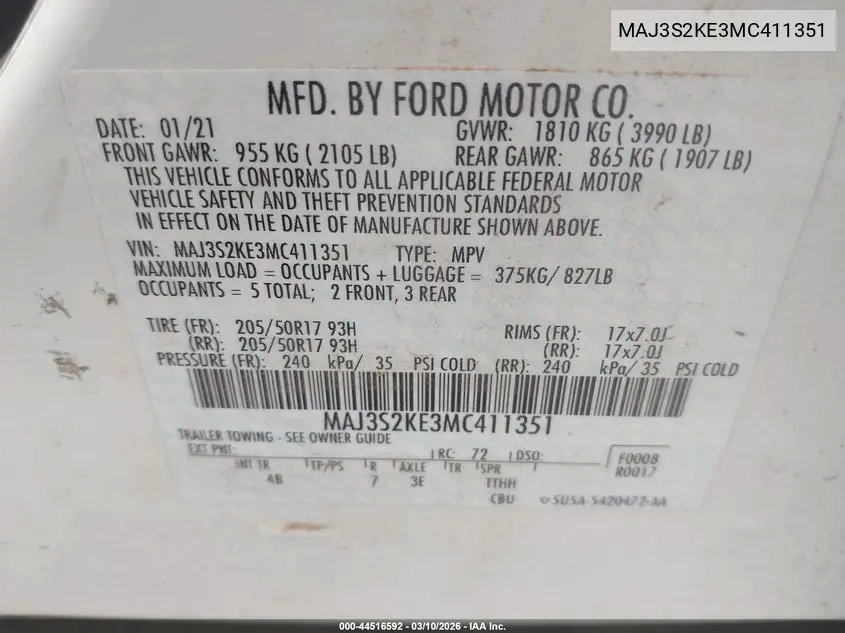 MAJ3S2KE3MC411351
MFD. BY FORD MOTOR CO.
DATE: 01/21 GVWR: 1810 KG ( 3990 LB)
FRONT GAWR: 955 KG ( 2105 LB) REAR GAWR: 865 KG ( 1907 LB)
THIS VEHICLE CONFORMS TO ALL APPLICABLE FEDERAL MOTOR
VEHICLE SAFETY AND THEFT PREVENTION STANDARDS
IN EFFECT ON THE DATE OF MANUFACTURE SHOWN ABOVE.
VIN: MAJ3S2KE3MC411351 TYPE: MPV
MAXIMUM LOAD = OCCUPANTS + LUGGAGE = 375KG/ 827LB
OCCUPANTS = 5 TOTAL; 2 FRONT, 3 REAR
TIRE (FR): 205/50R17 93H RIMS (FR): 17x7.0J
(RR): 205/50R17 93H (RR): 17x7.0J
PRESSURE (FR): 240 kPa/ 35 PSI COLD (RR): 240 kPa/ 35 PSI COLD
MAJ3S2KE3MC411351
TRAILER TOWING - SEE OWNER GUIDE
EXT PNT: RC: 72 DSO: F0008
R0017
INT TR TP/PS R AXLE TR SPR
4B 7 3E TTHH
CBU
000-44516592 - 03/10/2026 - IAA Inc.